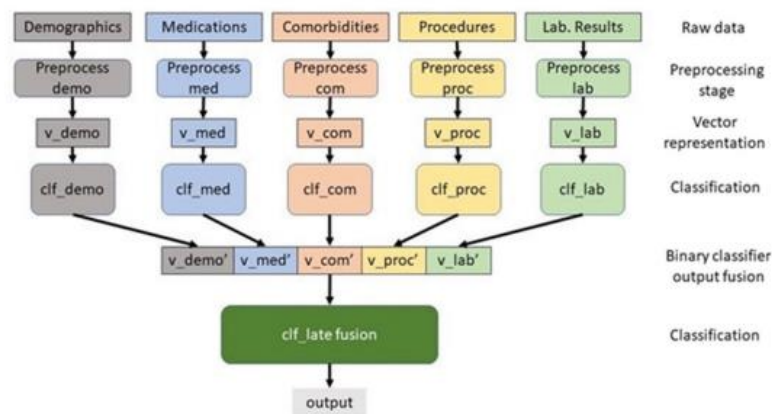 Demographics Medications Comorbidities Procedures Lab. Results Raw data
Preprocess Preprocess Preprocess Preprocess Preprocess Preprocessing
demo med com proc lab stage
v_demo v_med v_com v_proc v_lab Vector
representation
clf_demo clf_med clf_com clf_proc clf_lab Classification
v_demo’ v_med’ v_com’ v_proc’ v_lab’ Binary classifier
output fusion
clf_late fusion Classification
output